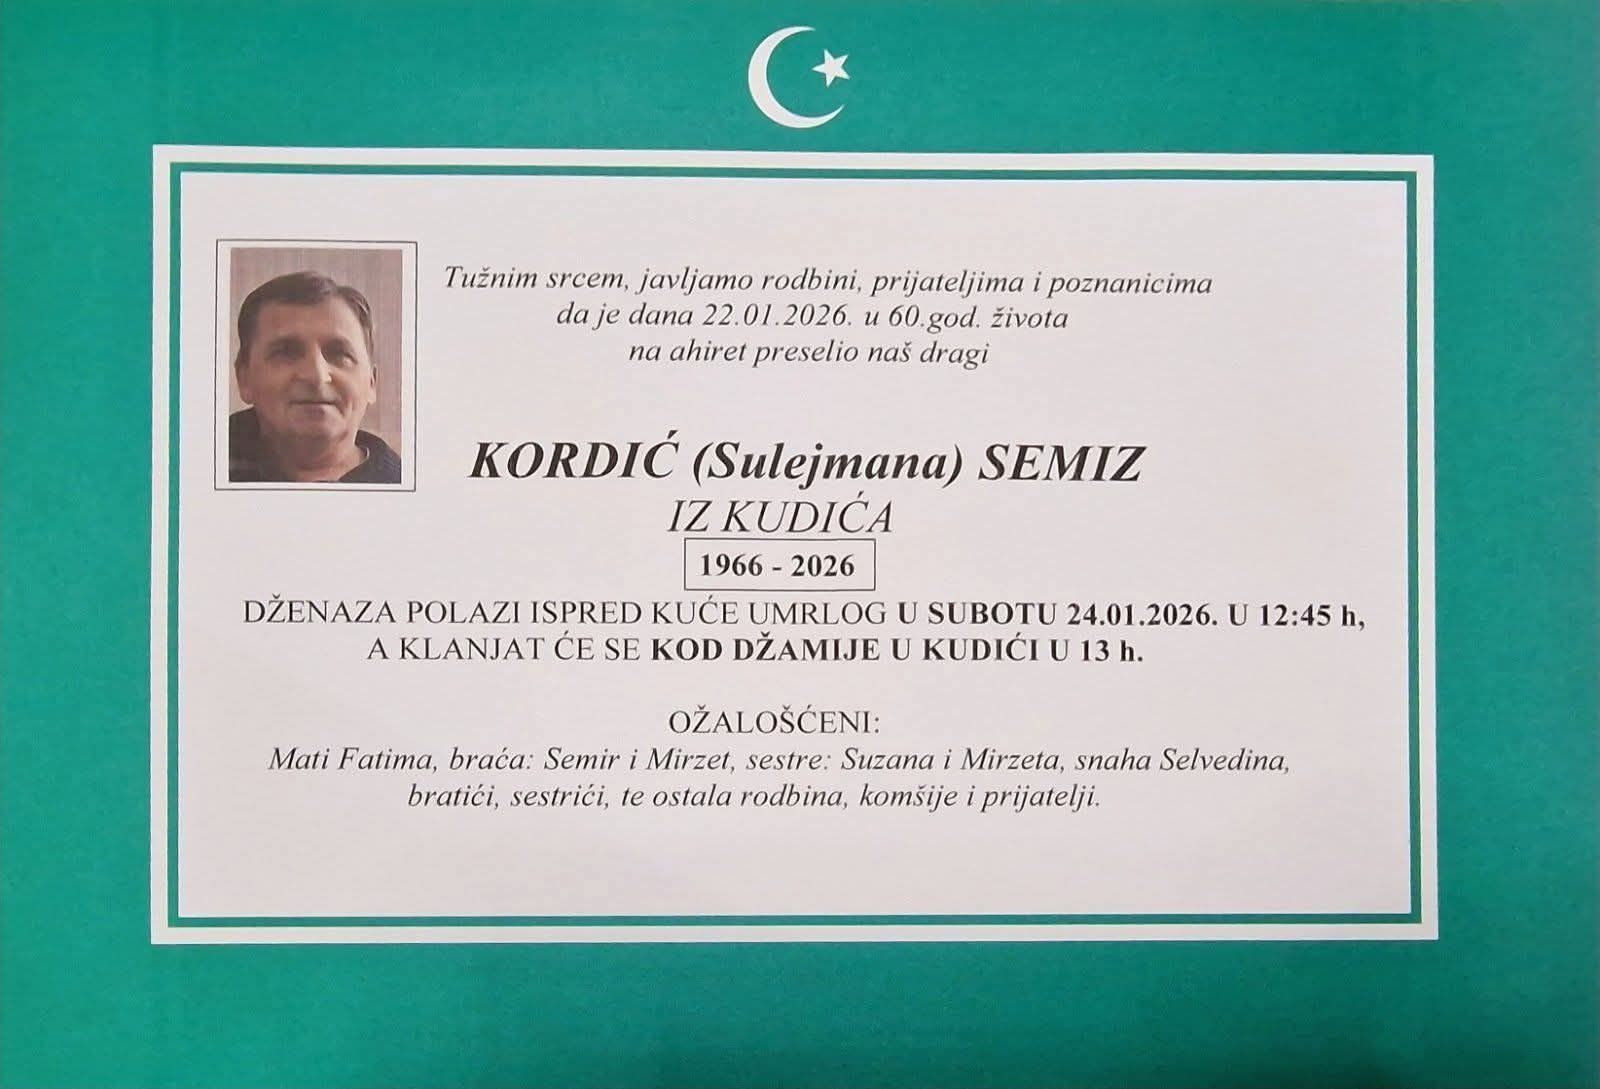 Tužnim srcem, javljamo rodbini, prijateljima i poznanicima
da je dana 22.01.2026. u 60.god. života
na ahiret preselio naš dragi
KORDIĆ (Sulejmana) SEMIZ
IZ KUDIĆA
1966 - 2026
DŽENAZA POLAZI ISPRED KUĆE UMRLOG U SUBOTU 24.01.2026. U 12:45 h,
A KLANJAT ĆE SE KOD DŽAMIJE U KUDIĆI U 13 h.
OŽALOŠĆENI:
Mati Fatima, braća: Semir i Mirzet, sestre: Suzana i Mirzeta, snaha Selvedina,
bratići, sestrići, te ostala rodbina, komšije i prijatelji.